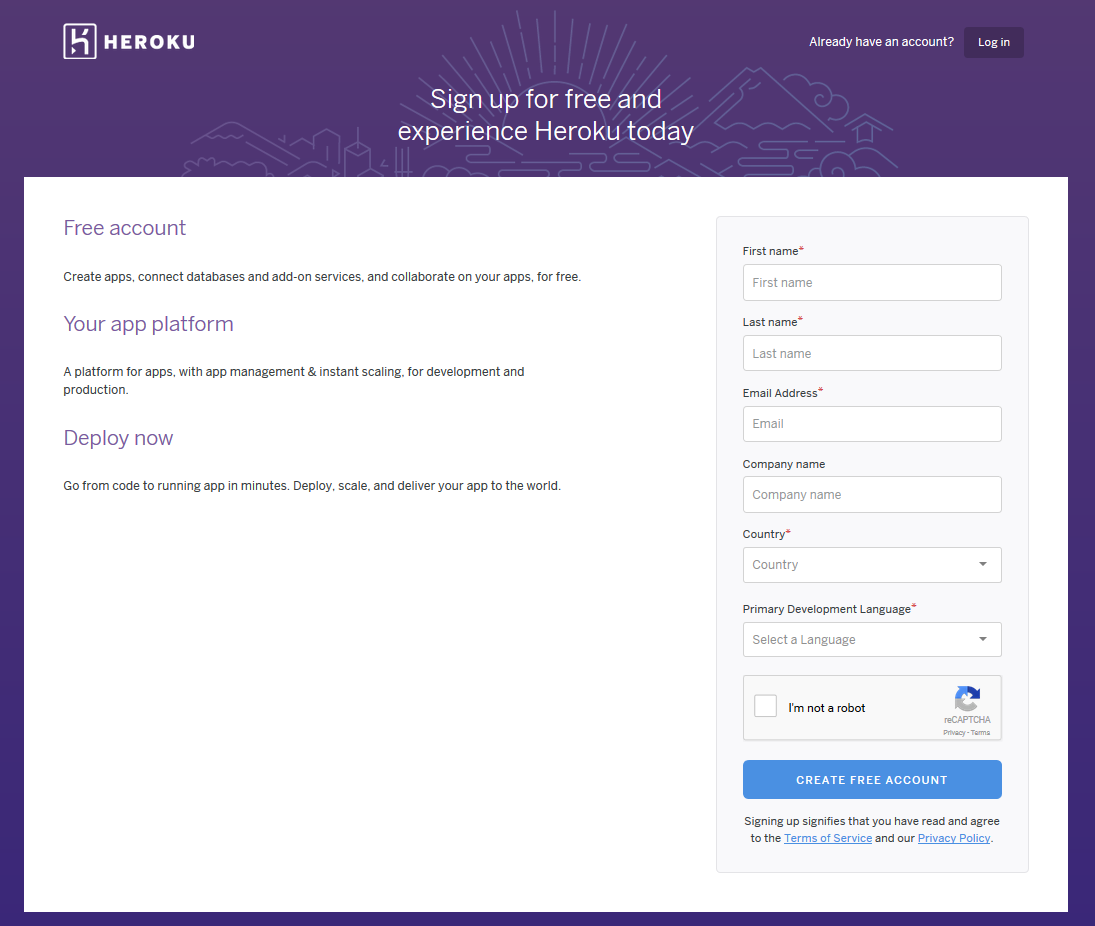 HEROKU
Already have an account?
Log in
Sign up for free and
experience Heroku today
Free account
Create apps, connect databases and add-on services, and collaborate on your apps, for free.
Your app platform
A platform for apps, with app management & instant scaling, for development and
production.
Deploy now
Go from code to running app in minutes. Deploy, scale, and deliver your app to the world.
First name*
First name
Last name*
Last name
Email Address*
Email
Company name
Company name
Country*
Country
Primary Development Language*
Select a Language
I'm not a robot
reCAPTCHA
Privacy - Terms
CREATE FREE ACCOUNT
Signing up signifies that you have read and agree
to the Terms of Service and our Privacy Policy.